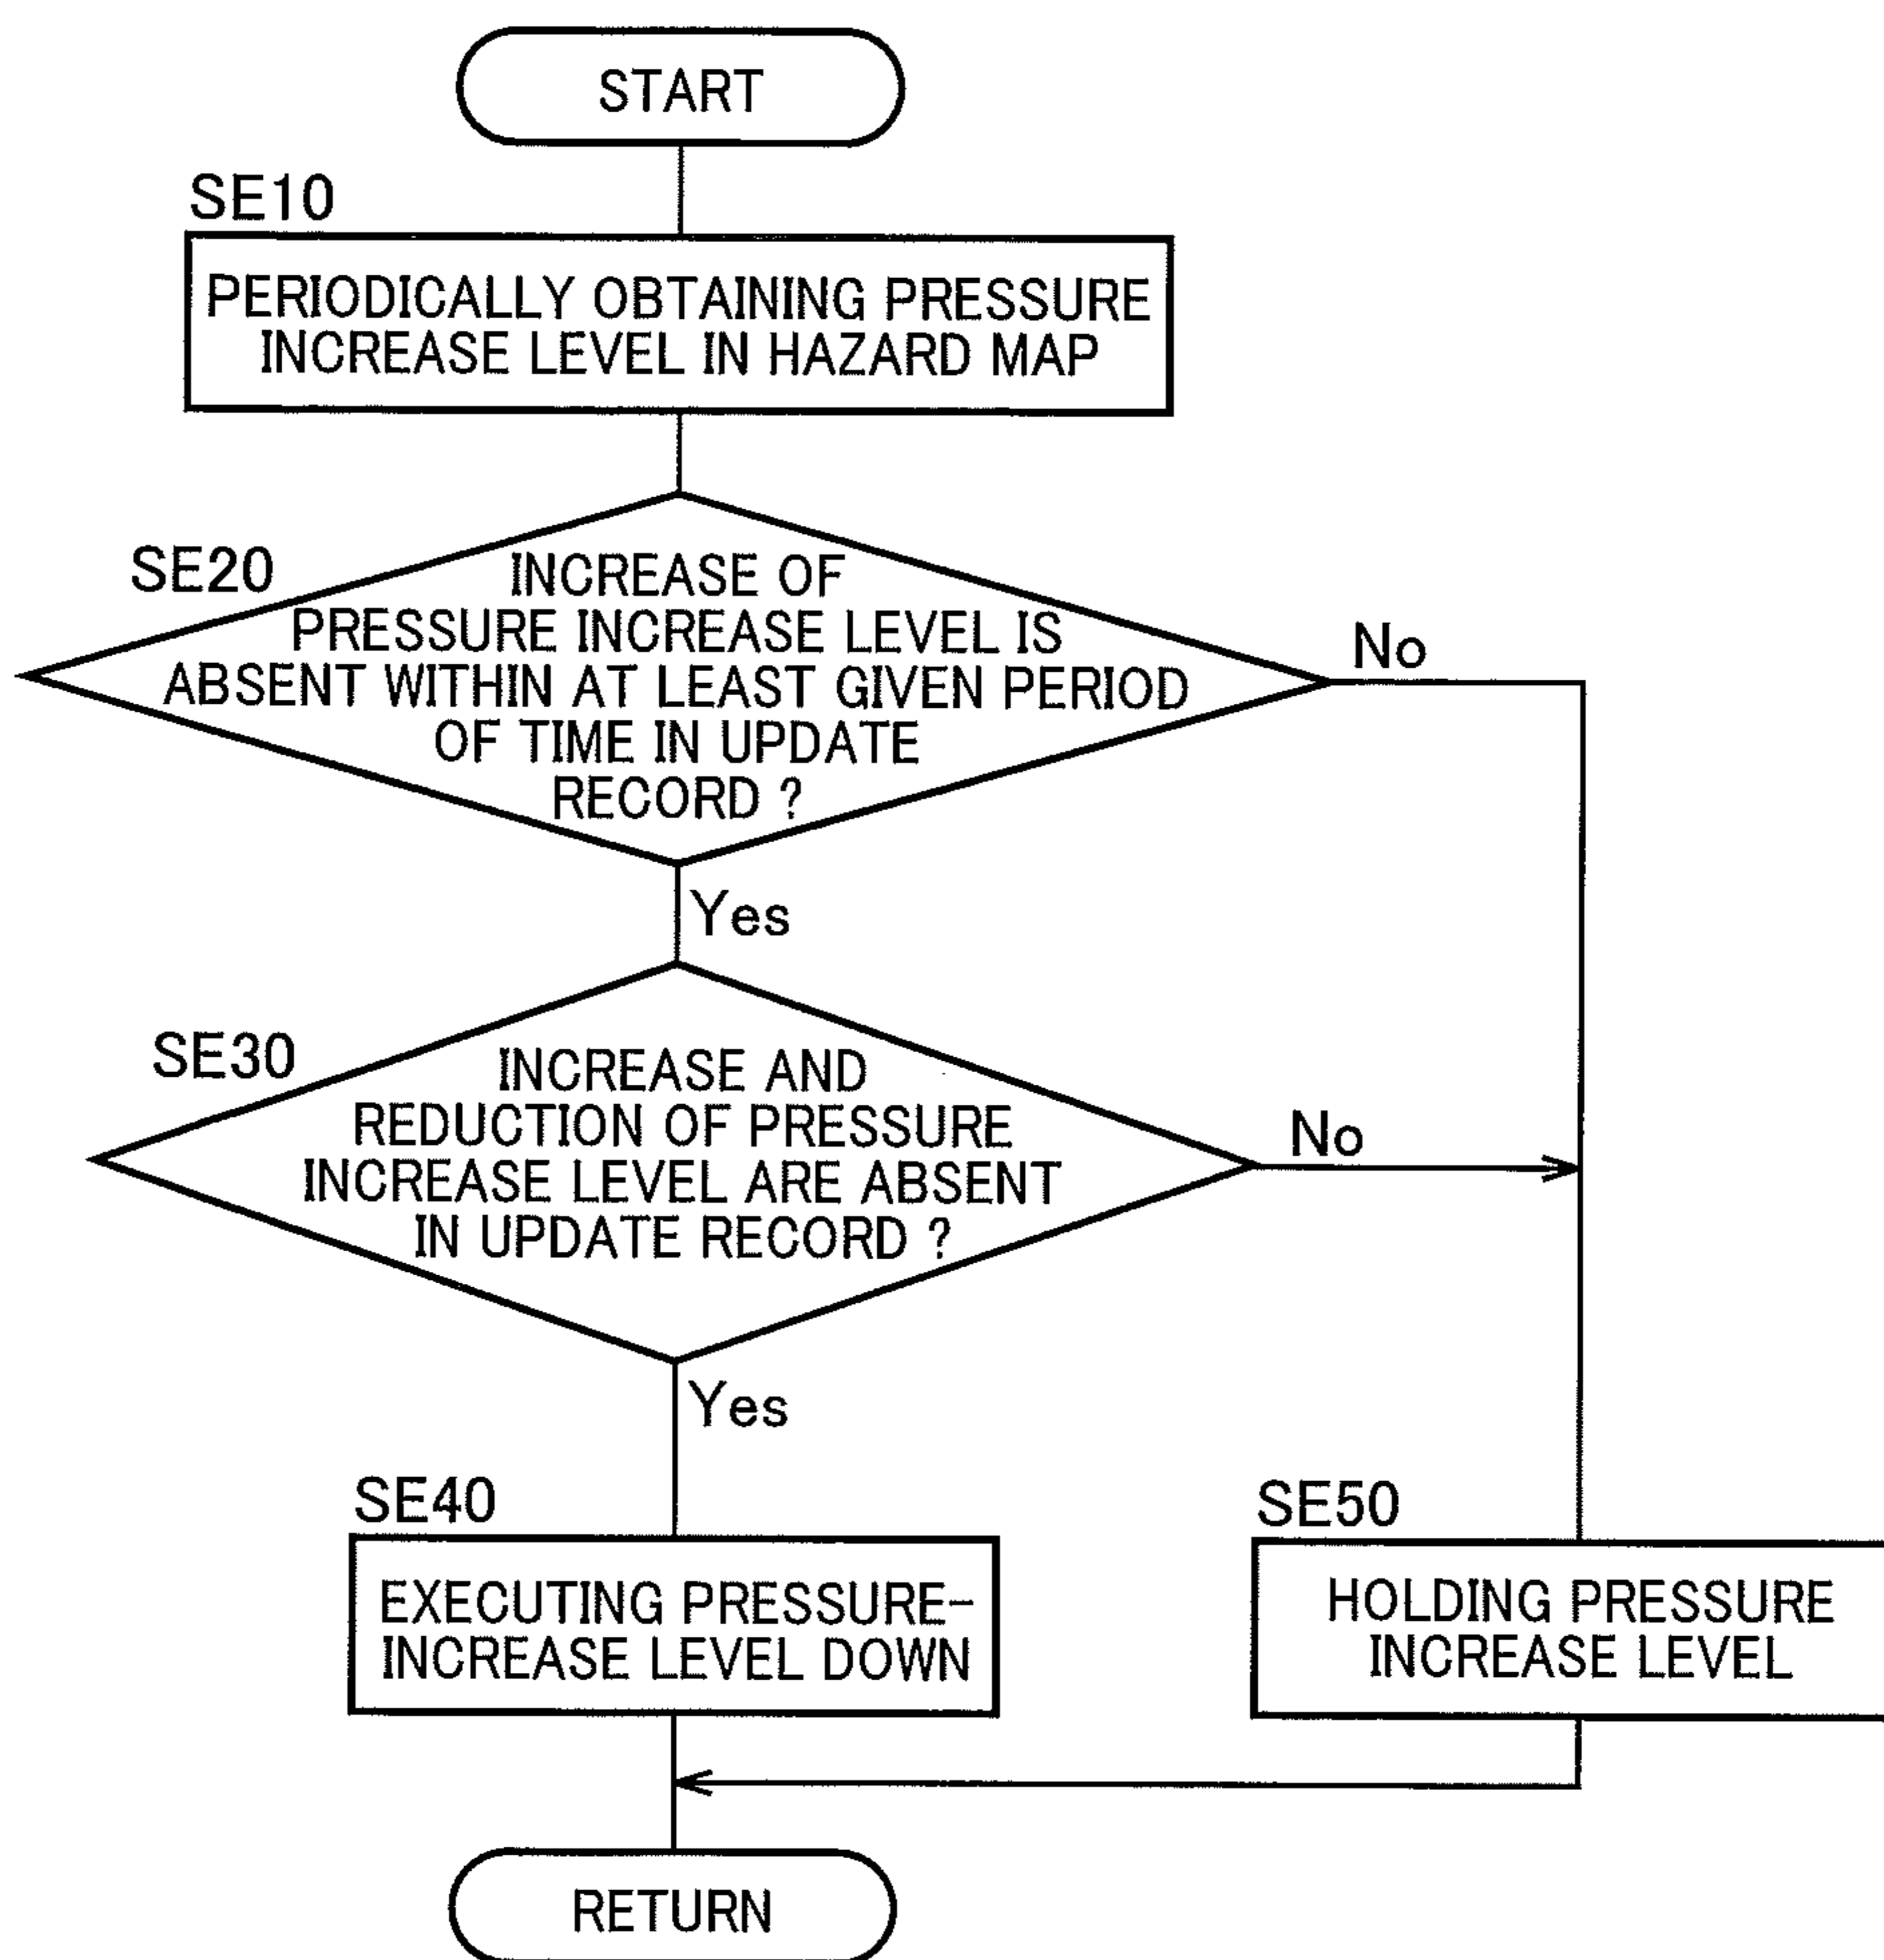 START
SE10
PERIODICALLY OBTAINING PRESSURE
INCREASE LEVEL IN HAZARD MAP
SE20
INCREASE OF
PRESSURE INCREASE LEVEL IS
ABSENT WITHIN AT LEAST GIVEN PERIOD
OF TIME IN UPDATE
RECORD ?
No
Yes
SE30
INCREASE AND
REDUCTION OF PRESSURE
INCREASE LEVEL ARE ABSENT
IN UPDATE RECORD ?
No
Yes
SE40
EXECUTING PRESSURE-
INCREASE LEVEL DOWN
SE50
HOLDING PRESSURE
INCREASE LEVEL
RETURN